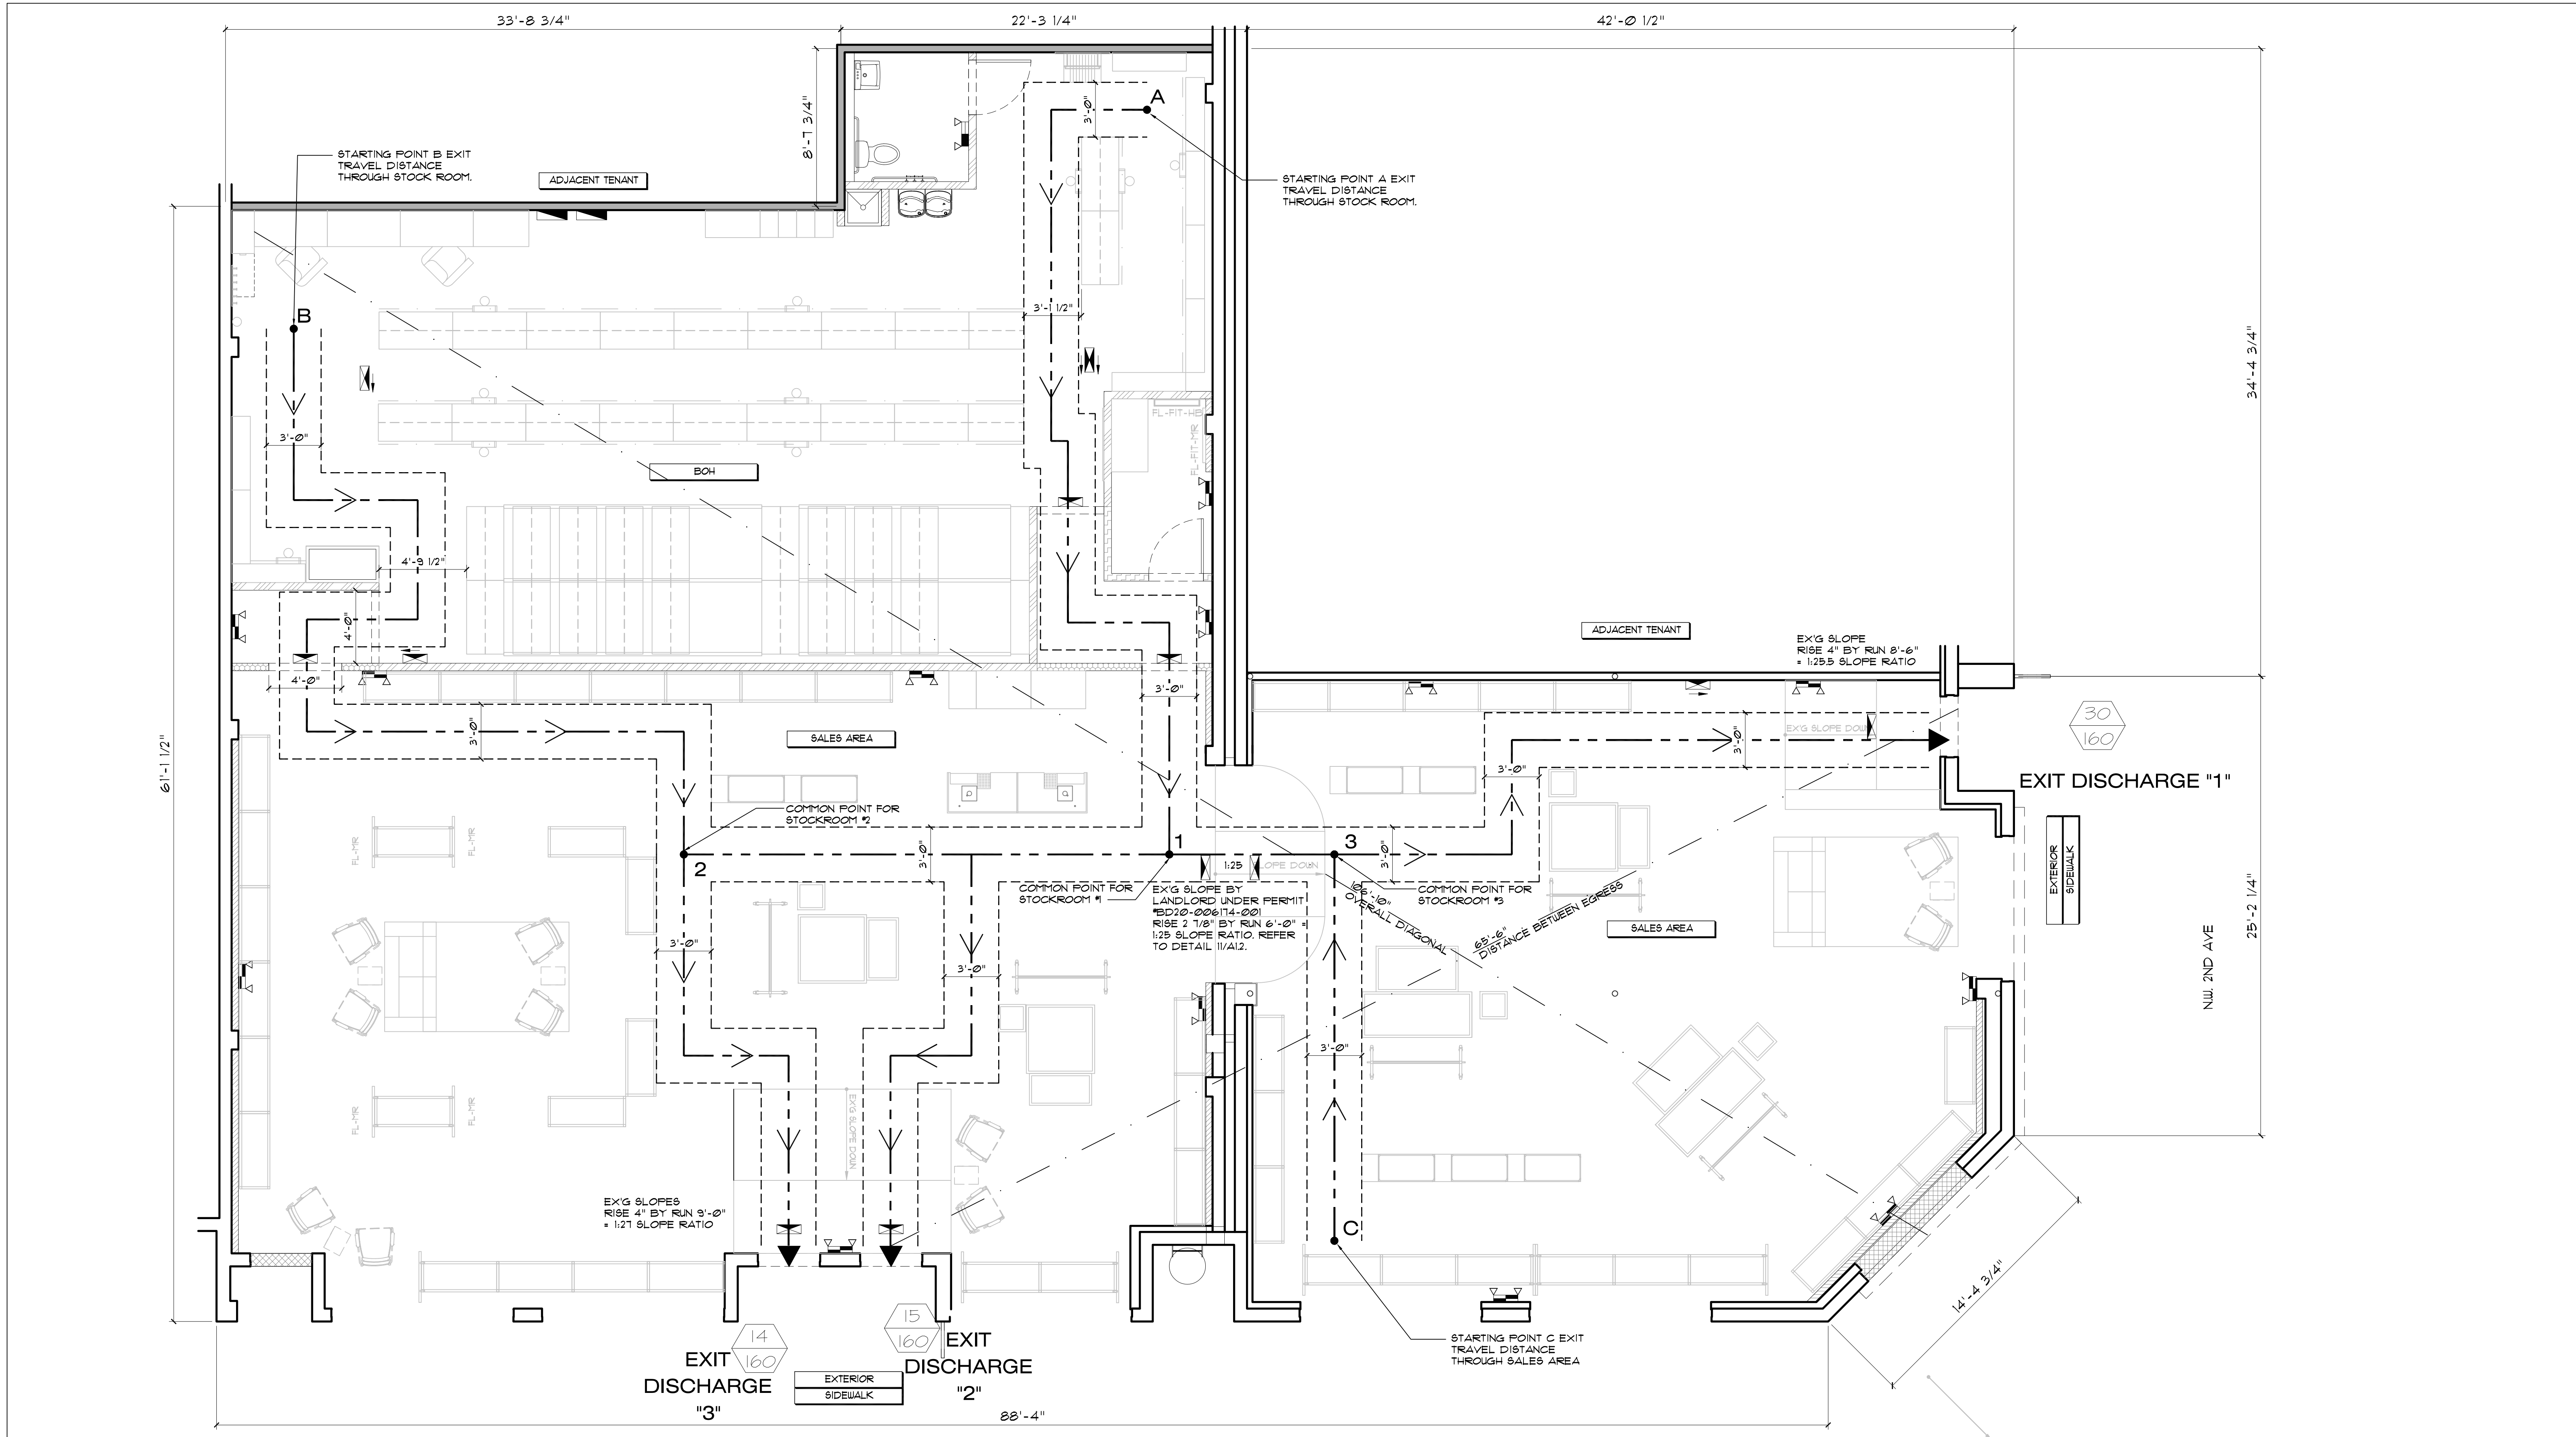 33'-8 3/4"
22'-3 1/4"
42'-0 1/2"
8'-7 3/4"
3'-0"
A
STARTING POINT B EXIT
TRAVEL DISTANCE
THROUGH STOCK ROOM.
ADJACENT TENANT
STARTING POINT A EXIT
TRAVEL DISTANCE
THROUGH STOCK ROOM.
B
3'-1 1/2"
34'-4 3/4"
FL-FIT-HB
FL-FIT-MR
3'-0"
BOH
4'-9 1/2"
4'-0"
ADJACENT TENANT
EX'G SLOPE
RISE 4" BY RUN 8'-6"
= 1:25.5 SLOPE RATIO
4'-0"
3'-0"
3'-0"
SALES AREA
61'-1 1/2"
EX'G SLOPE DOWN
3'-0"
3'-0"
30
160
EXIT DISCHARGE "1"
COMMON POINT FOR
STOCKROOM #2
2
1
3
3'-0"
3'-0"
1:25
SLOPE DOWN
FL-MR
FL-MR
COMMON POINT FOR
STOCKROOM #1
EX'G SLOPE BY
LANDLORD UNDER PERMIT
#BD20-006174-001
RISE 2 7/8" BY RUN 6'-0" =
1:25 SLOPE RATIO. REFER
TO DETAIL 11/A1.2.
COMMON POINT FOR
STOCKROOM #3
106'-10"
OVERALL DIAGONAL
65'-6"
DISTANCE BETWEEN EGRESS
SALES AREA
EXTERIOR
SIDEWALK
25'-2 1/4"
N.W. 2ND AVE
3'-0"
3'-0"
3'-0"
FL-MR
FL-MR
EX'G SLOPE DOWN
EX'G SLOPES
RISE 4" BY RUN 9'-0"
= 1:27 SLOPE RATIO
C
14'-4 3/4"
STARTING POINT C EXIT
TRAVEL DISTANCE
THROUGH SALES AREA
14
160
15
160
EXIT
DISCHARGE
"3"
EXIT
DISCHARGE
"2"
EXTERIOR
SIDEWALK
88'-4"